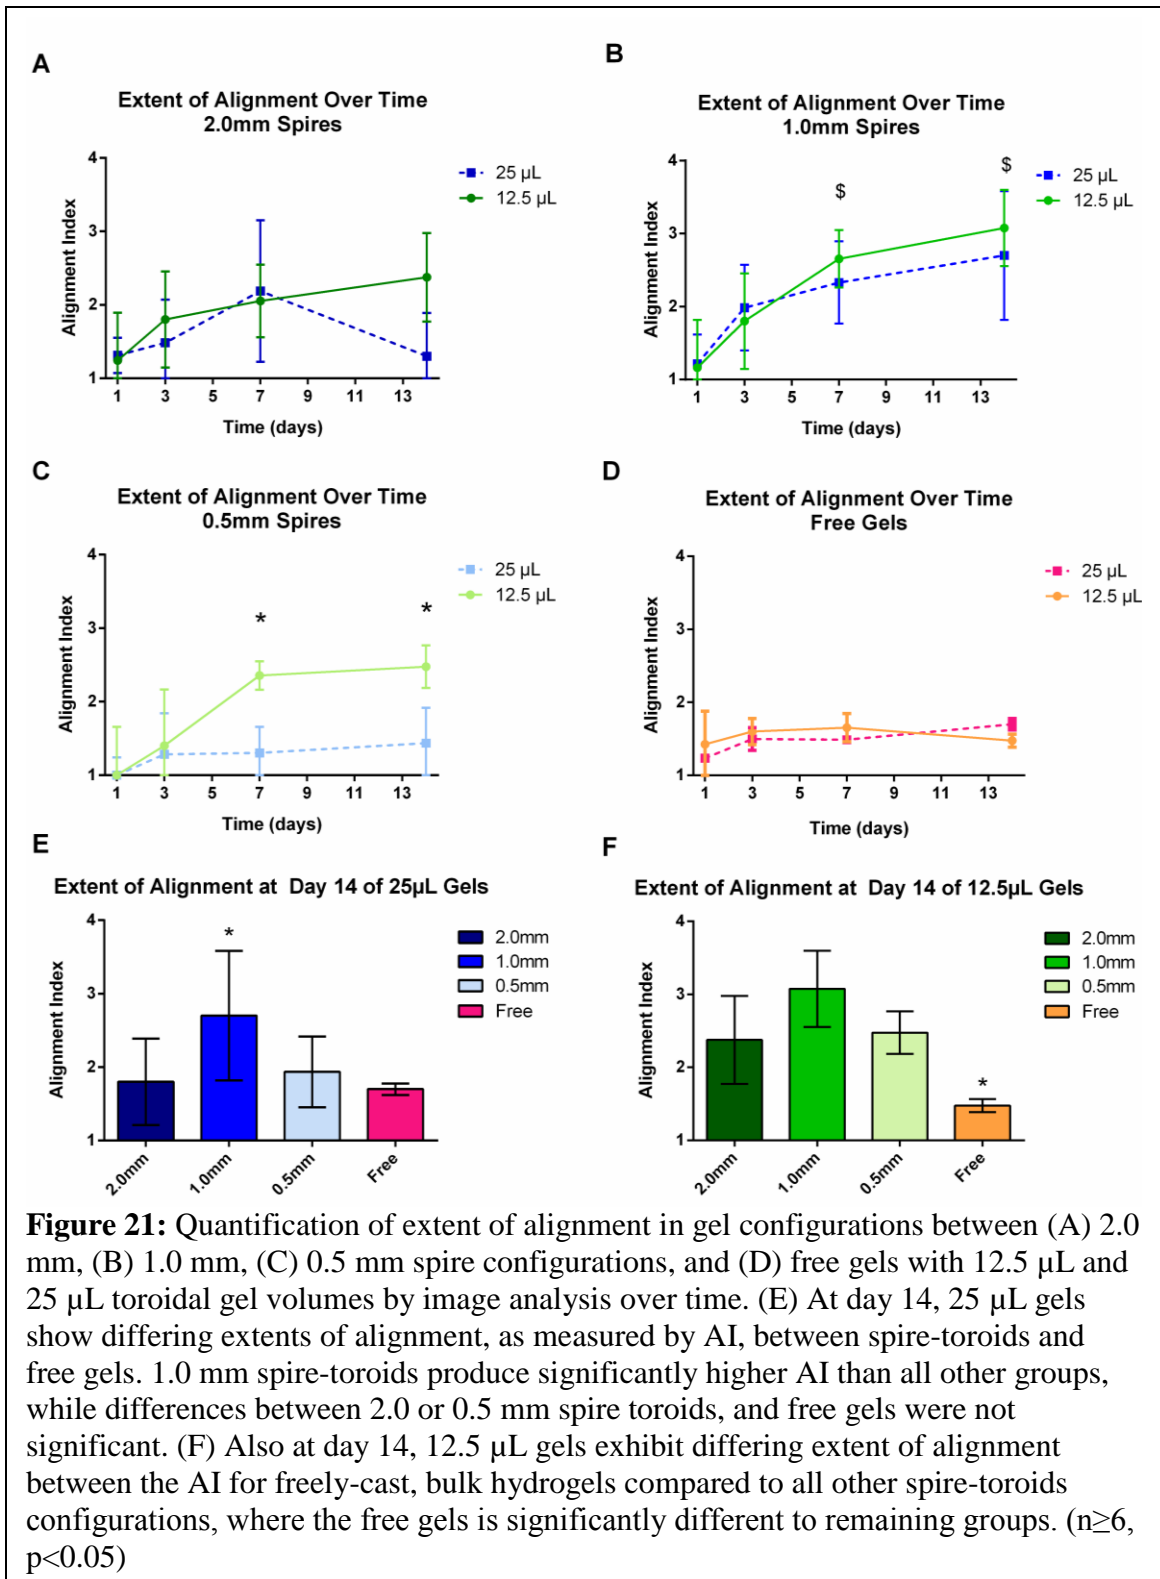 A
Extent of Alignment Over Time
2.0mm Spires
4
3
2
1
Alignment Index
1 3 5 7 9 11 13
Time (days)
25 µL
12.5 µL
B
Extent of Alignment Over Time
1.0mm Spires
4
3
2
1
Alignment Index
$
$
1 3 5 7 9 11 13
Time (days)
25 µL
12.5 µL
C
Extent of Alignment Over Time
0.5mm Spires
4
3
2
1
Alignment Index
*
*
1 3 5 7 9 11 13
Time (days)
25 µL
12.5 µL
D
Extent of Alignment Over Time
Free Gels
4
3
2
1
Alignment Index
1 3 5 7 9 11 13
Time (days)
25 µL
12.5 µL
E
Extent of Alignment at Day 14 of 25µL Gels
4
3
2
1
Alignment Index
*
2.0mm
1.0mm
0.5mm
Free
2.0mm
1.0mm
0.5mm
Free
F
Extent of Alignment at Day 14 of 12.5µL Gels
4
3
2
1
Alignment Index
*
2.0mm
1.0mm
0.5mm
Free
2.0mm
1.0mm
0.5mm
Free
Figure 21: Quantification of extent of alignment in gel configurations between (A) 2.0
mm, (B) 1.0 mm, (C) 0.5 mm spire configurations, and (D) free gels with 12.5 µL and
25 µL toroidal gel volumes by image analysis over time. (E) At day 14, 25 µL gels
show differing extents of alignment, as measured by AI, between spire-toroids and
free gels. 1.0 mm spire-toroids produce significantly higher AI than all other groups,
while differences between 2.0 or 0.5 mm spire toroids, and free gels were not
significant. (F) Also at day 14, 12.5 µL gels exhibit differing extent of alignment
between the AI for freely-cast, bulk hydrogels compared to all other spire-toroids
configurations, where the free gels is significantly different to remaining groups. (n≥6,
p<0.05)